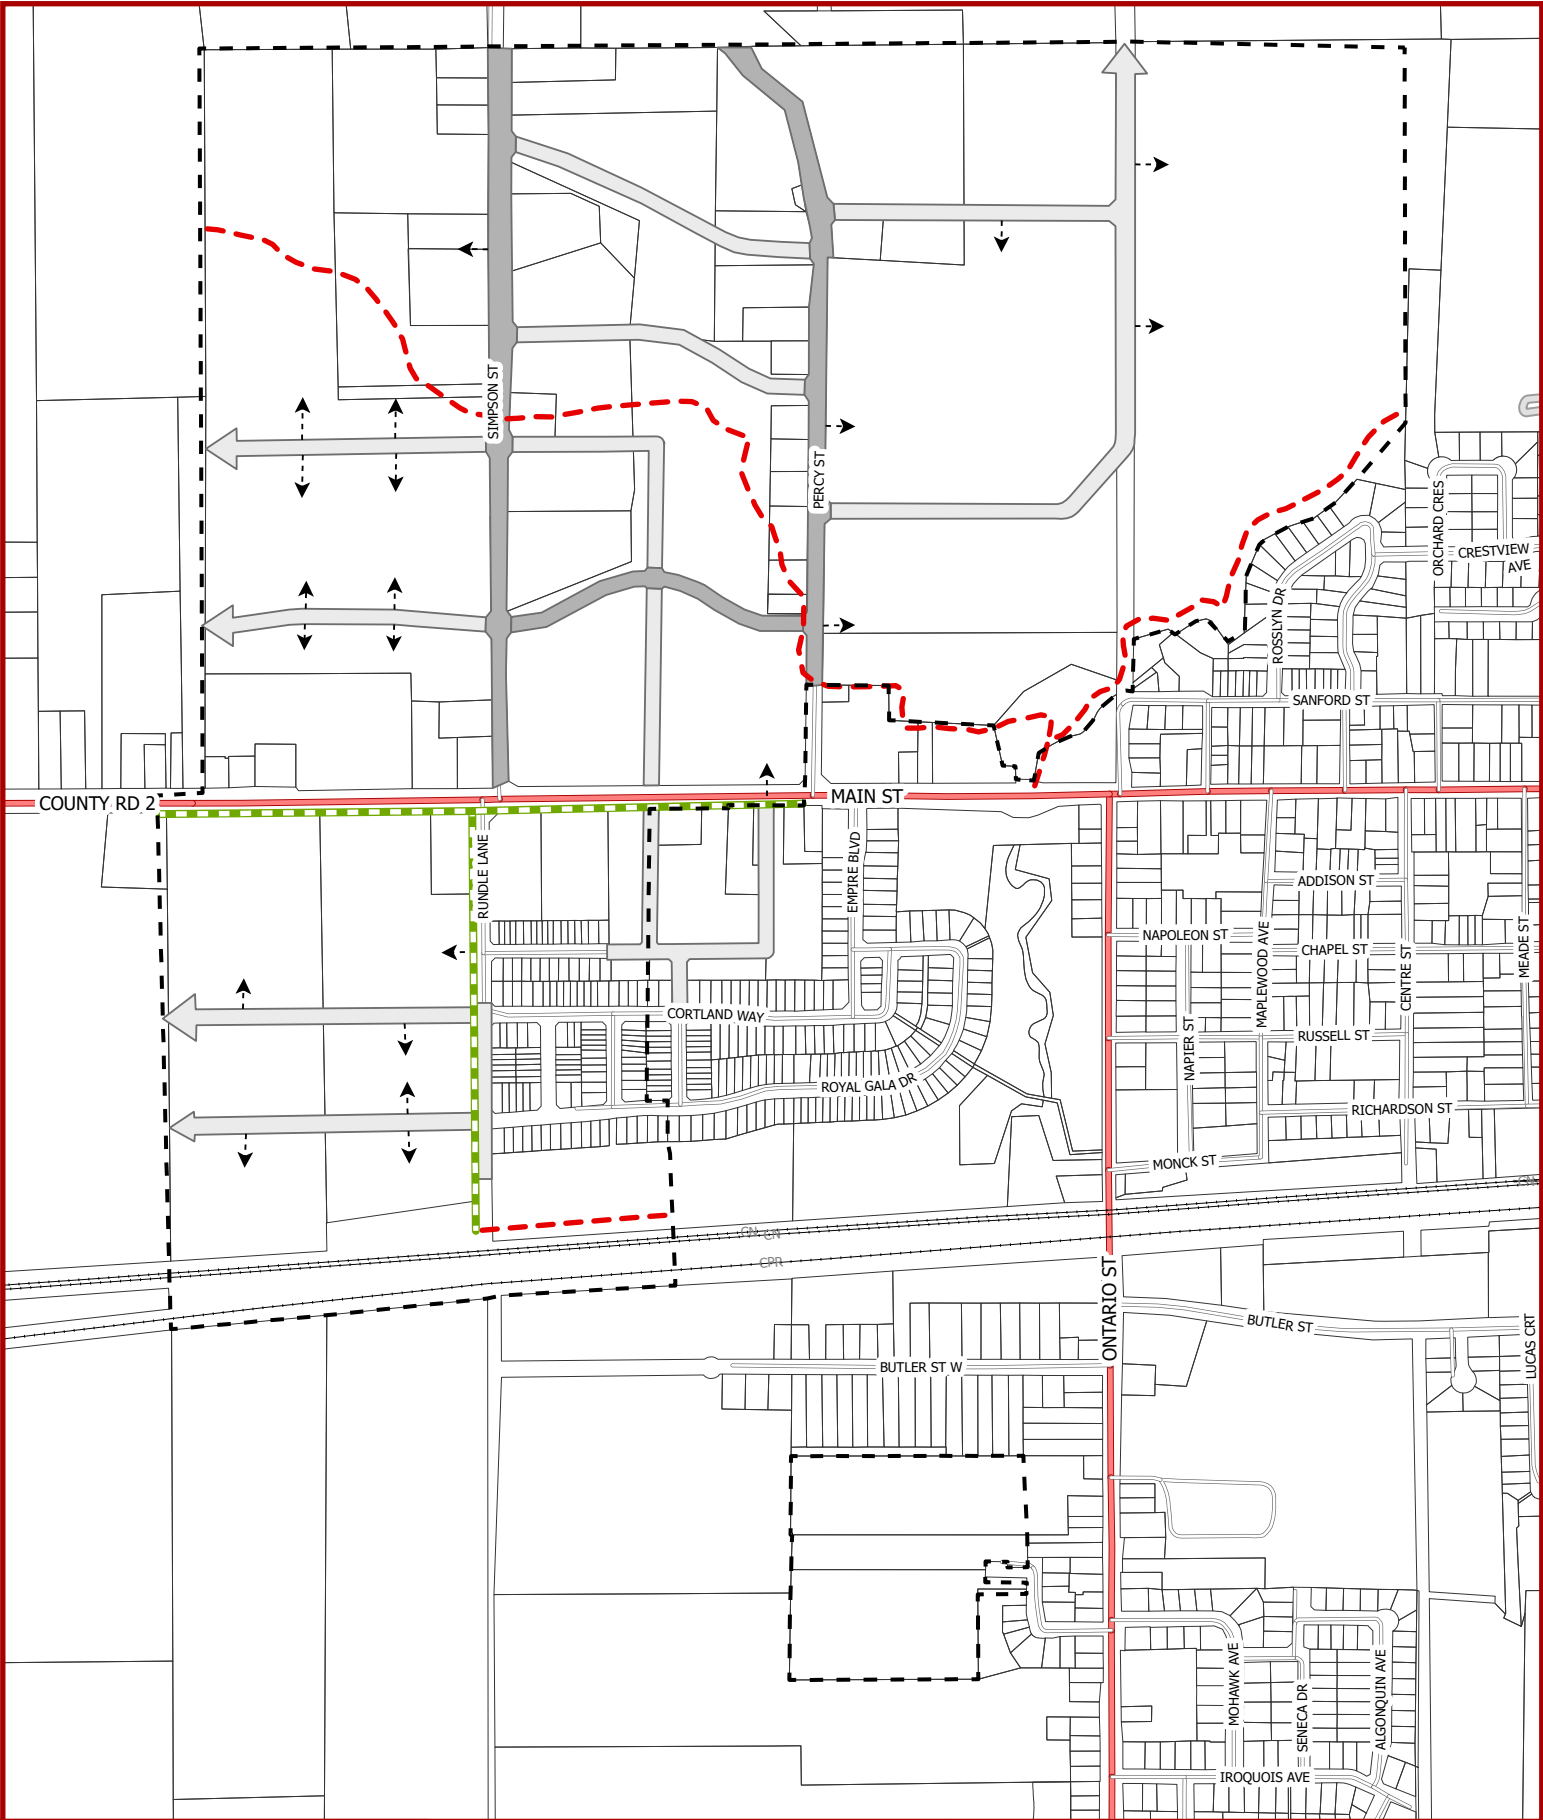 SIMPSON ST
PERCY ST
ORCHARD CRES
CRESTVIEW
AVE
ROSSLYN DR
SANFORD ST
COUNTY RD 2
MAIN ST
RUNDLE LANE
EMPIRE BLVD
ADDISON ST
NAPOLEON ST
MAPLEWOOD AVE
CHAPEL ST
CENTRE ST
MEADE ST
CORTLAND WAY
NAPIER ST
RUSSELL ST
ROYAL GALA DR
RICHARDSON ST
MONCK ST
CN
CN
CN
CPR
ONTARIO ST
BUTLER ST
LUCAS CRT
BUTLER ST W
MOHAWK AVE
SENECA DR
ALGONQUIN AVE
IROQUOIS AVE